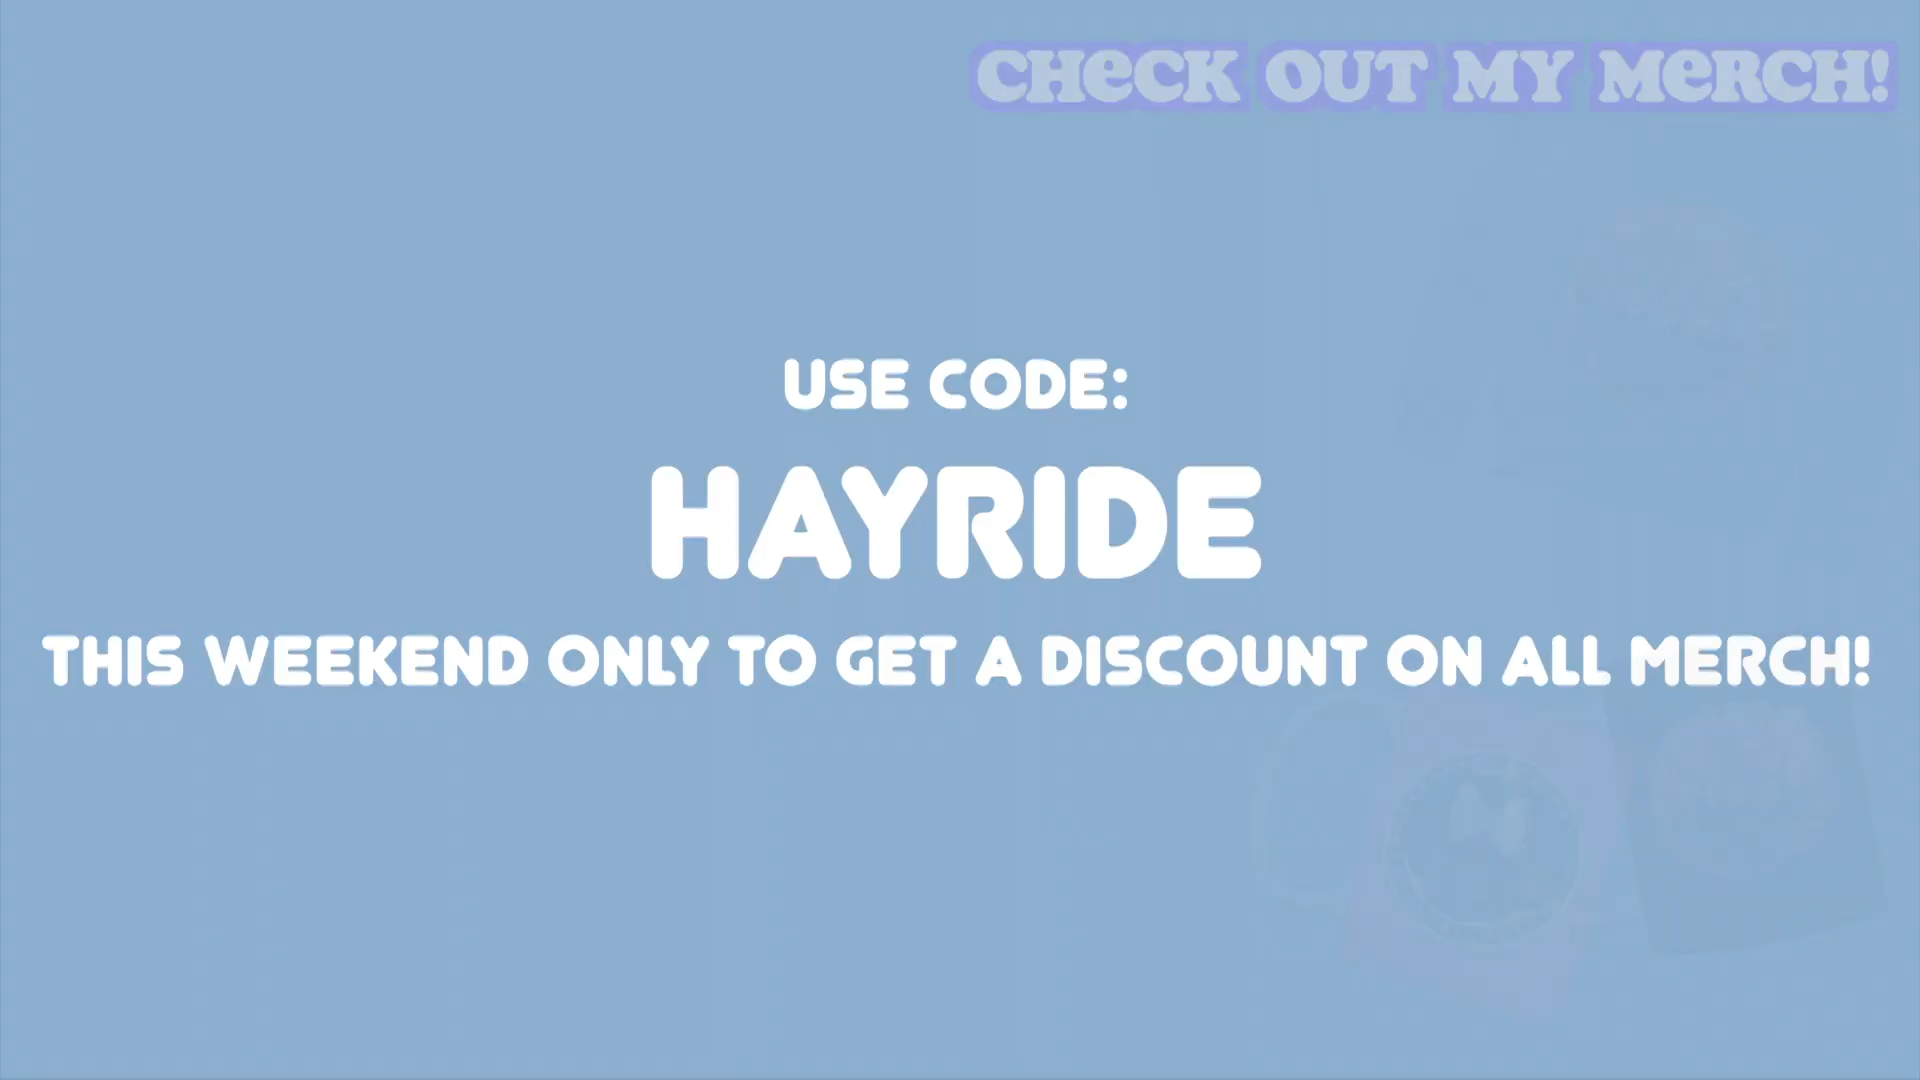 CHeCK OUT MY MeRCH!
USE CODE:
HAYRIDE
THIS WEEKEND ONLY TO GET A DISCOUNT ON ALL MERCH!